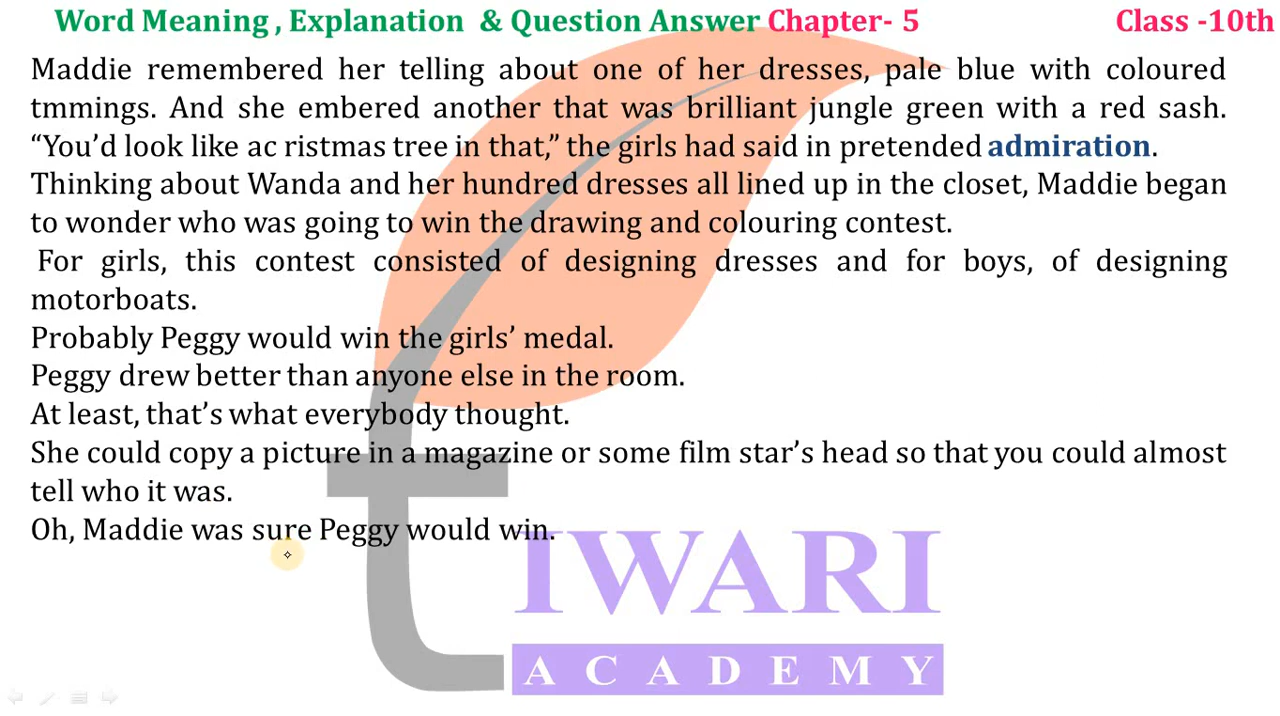 Word Meaning , Explanation & Question Answer Chapter- 5 Class -10th
Maddie remembered her telling about one of her dresses, pale blue with coloured
tmmings. And she embered another that was brilliant jungle green with a red sash.
“You’d look like ac ristmas tree in that,” the girls had said in pretended admiration.
Thinking about Wanda and her hundred dresses all lined up in the closet, Maddie began
to wonder who was going to win the drawing and colouring contest.
For girls, this contest consisted of designing dresses and for boys, of designing
motorboats.
Probably Peggy would win the girls’ medal.
Peggy drew better than anyone else in the room.
At least, that’s what everybody thought.
She could copy a picture in a magazine or some film star’s head so that you could almost
tell who it was.
Oh, Maddie was sure Peggy would win.
tIWARI
ACADEMY